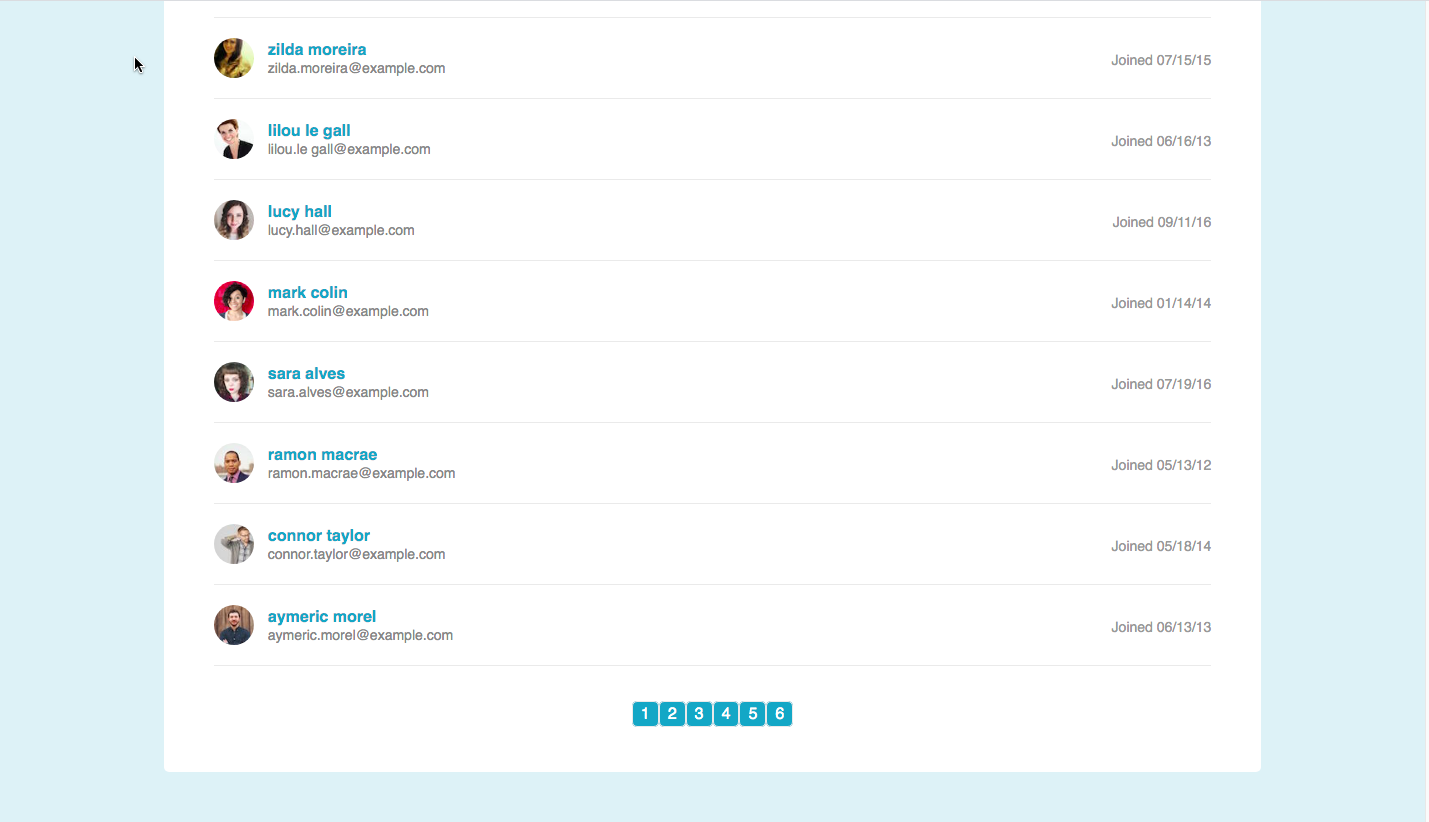 zilda moreira
zilda.moreira@example.com
Joined 07/15/15
lilou le gall
lilou.le gall@example.com
Joined 06/16/13
lucy hall
lucy.hall@example.com
Joined 09/11/16
mark colin
mark.colin@example.com
Joined 01/14/14
sara alves
sara.alves@example.com
Joined 07/19/16
ramon macrae
ramon.macrae@example.com
Joined 05/13/12
connor taylor
connor.taylor@example.com
Joined 05/18/14
aymeric morel
aymeric.morel@example.com
Joined 06/13/13
1 2 3 4 5 6